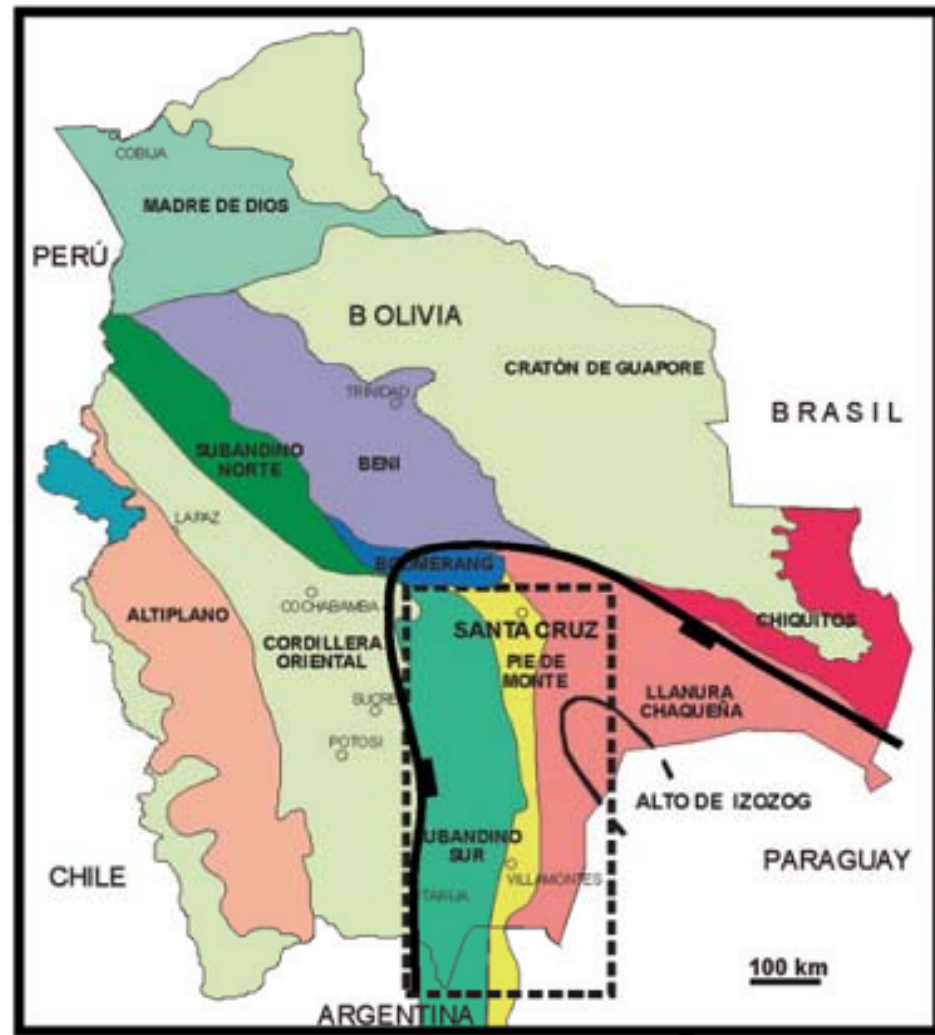 COBIJA
MADRE DE DIOS
PERÚ
B OLIVIA
CRATÓN DE GUAPORE
TRINIDAD
BRASIL
SUBANDINO
NORTE
BENI
LA PAZ
BOOMERANG
COCHABAMBA
ALTIPLANO
SANTA CRUZ
CHIQUITOS
CORDILLERA
ORIENTAL
PIE DE
MONTE
LLANURA
CHAQUEÑA
SUCRE
POTOSI
ALTO DE IZOZOG
UBANDINO
SUR
CHILE
PARAGUAY
VILLAMONTES
TARIJA
100 km
ARGENTINA